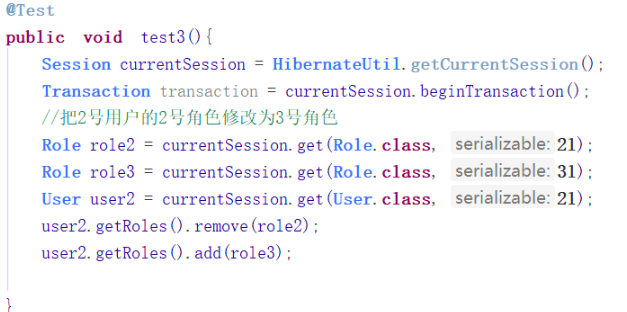 @Test
public void test3(){
Session currentSession = HibernateUtil.getCurrentSession();
Transaction transaction = currentSession.beginTransaction();
//把2号用户的2号角色修改为3号角色
Role role2 = currentSession.get(Role.class, serializable: 21);
Role role3 = currentSession.get(Role.class, serializable: 31);
User user2 = currentSession.get(User.class, serializable: 21);
user2.getRoles().remove(role2);
user2.getRoles().add(role3);
}